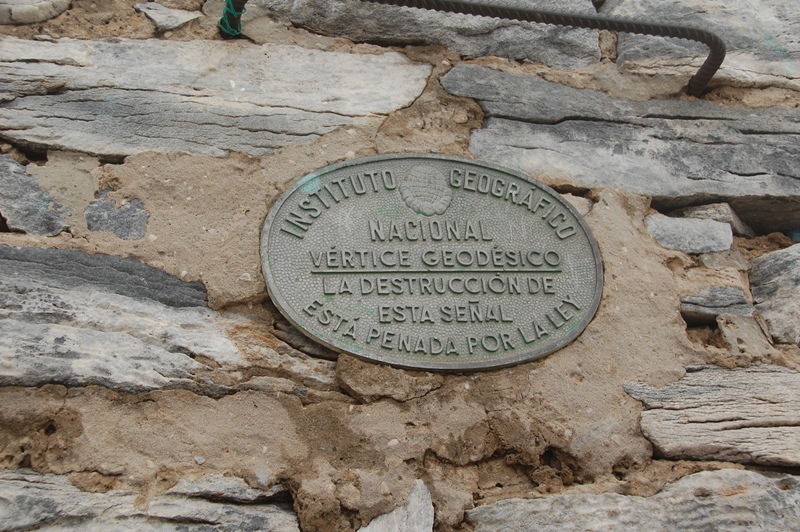 INSTITUTO GEOGRÁFICO
NACIONAL
VÉRTICE GEODÉSICO
LA DESTRUCCIÓN DE
ESTA SEÑAL
ESTÁ PENADA POR LA LEY